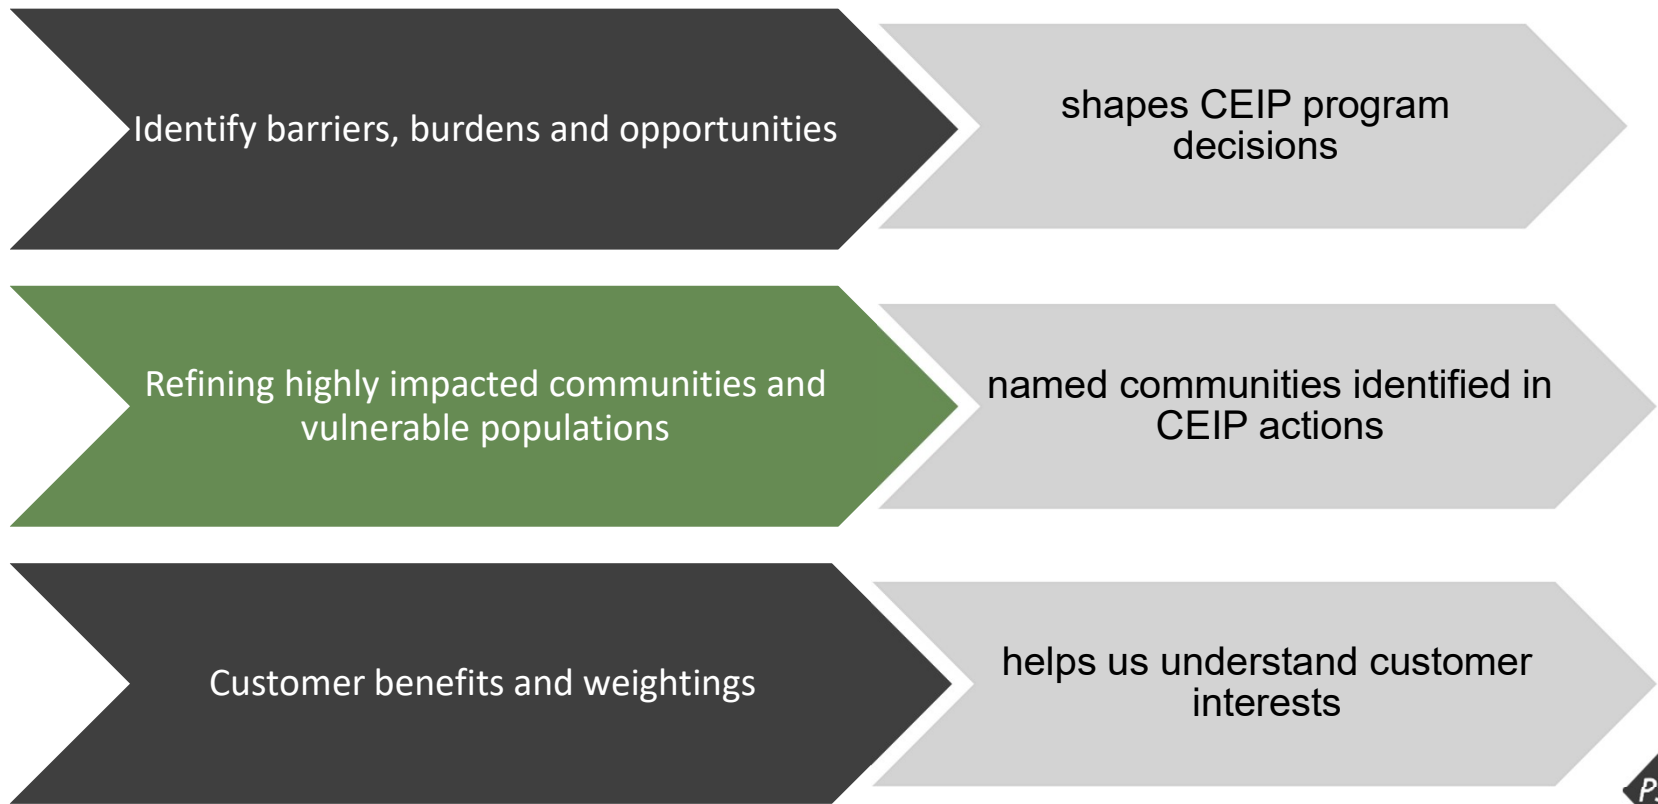 Identify barriers, burdens and opportunities
shapes CEIP program
decisions
Refining highly impacted communities and
vulnerable populations
named communities identified in
CEIP actions
Customer benefits and weightings
helps us understand customer
interests